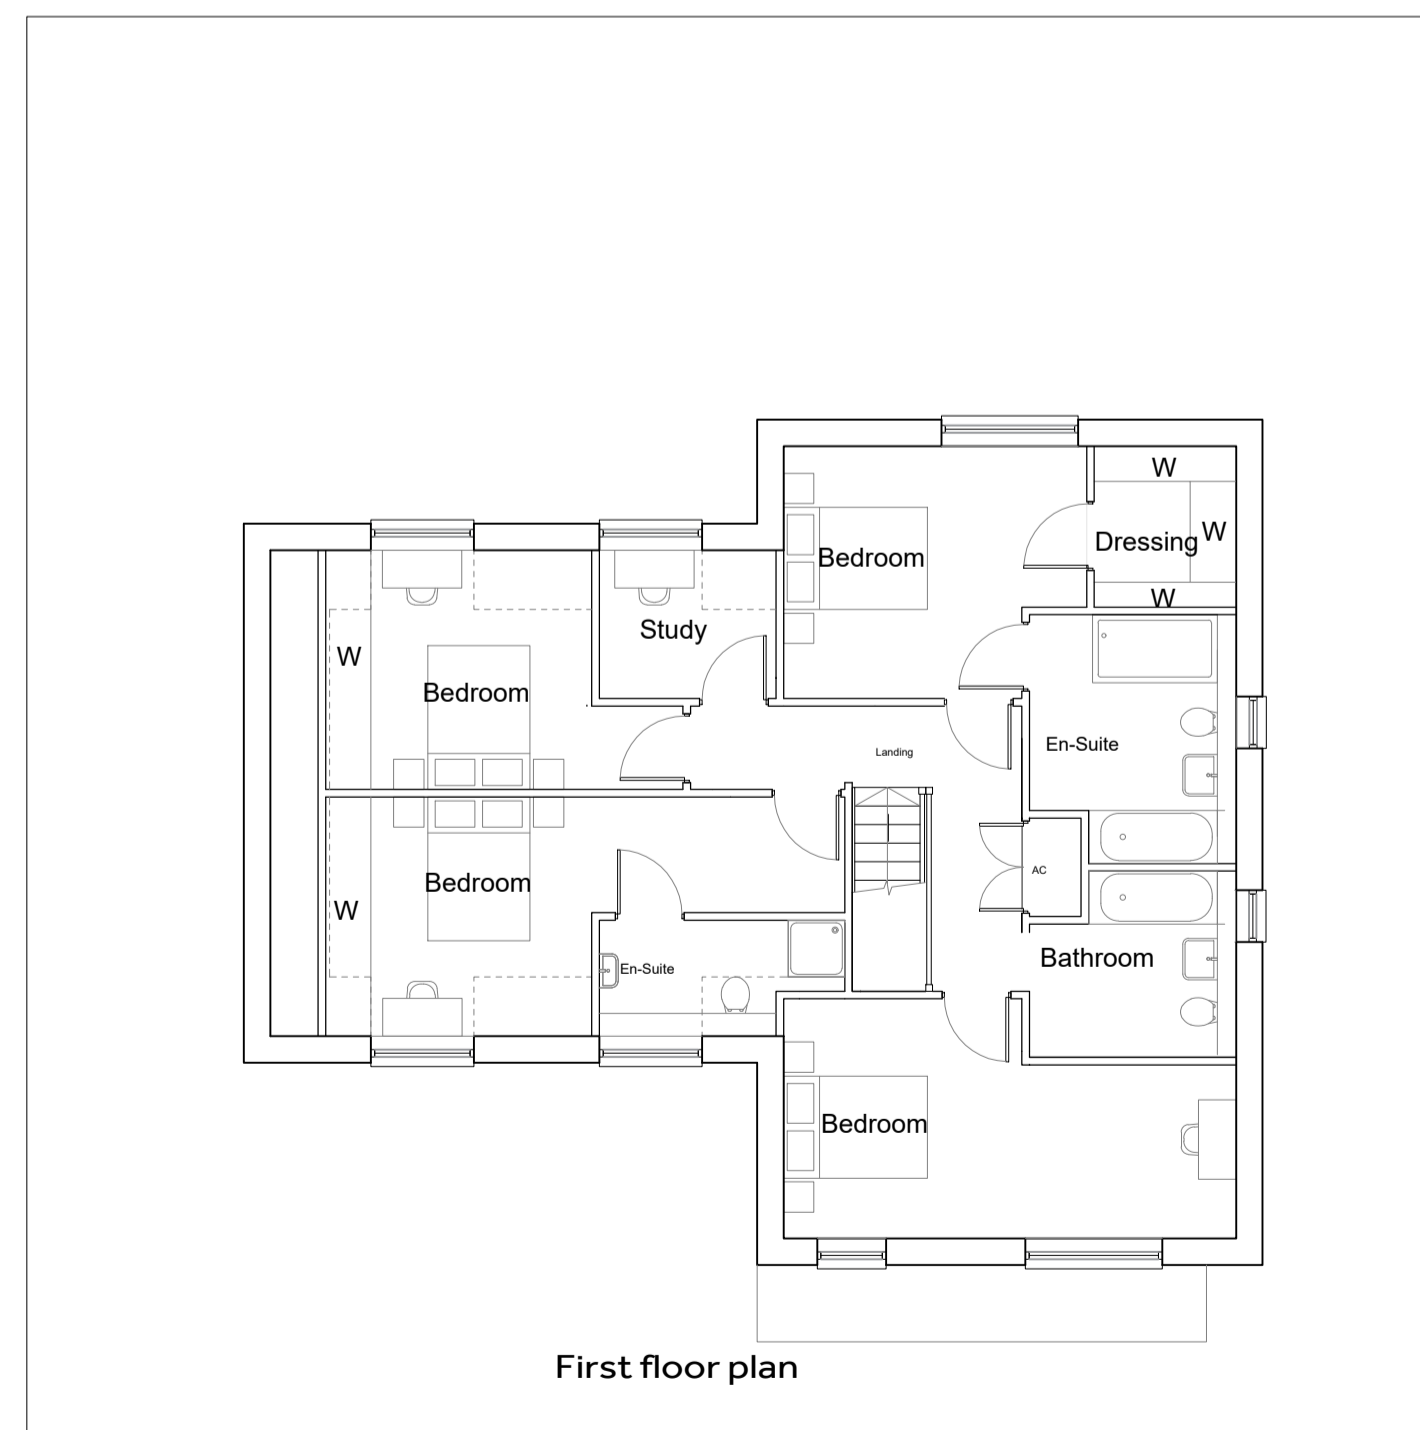 W
Dressing
W
Bedroom
W
Study
W
Bedroom
En-Suite
Landing
AC
Bedroom
W
Bathroom
En-Suite
Bedroom
First floor plan